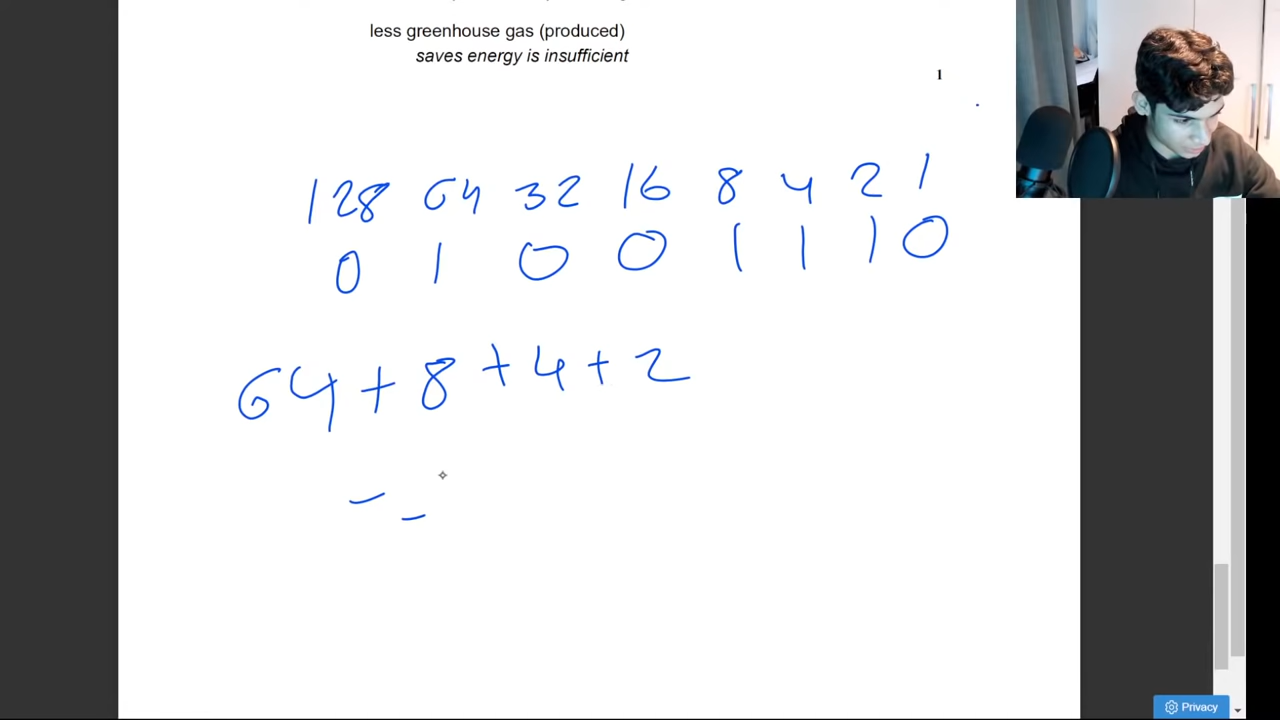 less greenhouse gas (produced)
saves energy is insufficient
1
128 64 32 16 8 4 2 1
0 1 0 0 1 1 1 0
64 + 8 + 4 + 2
Privacy